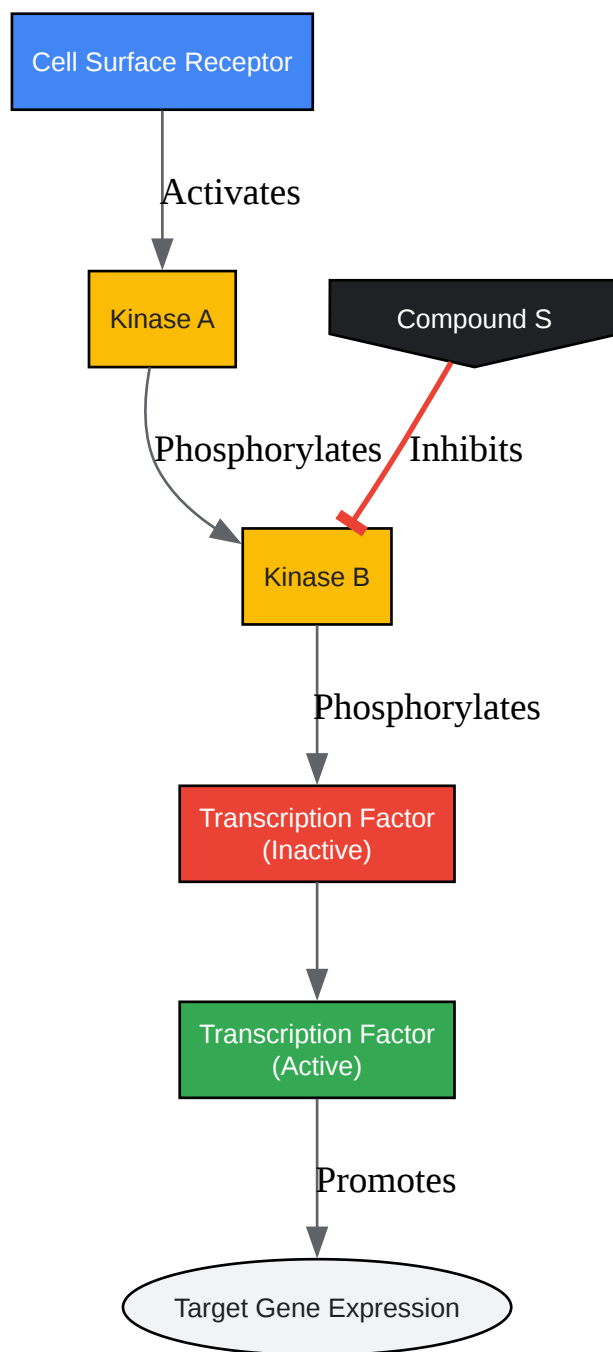 Cell Surface Receptor
Activates
Kinase A
Compound S
Phosphorylates
Inhibits
Kinase B
Phosphorylates
Transcription Factor
(Inactive)
Transcription Factor
(Active)
Promotes
Target Gene Expression